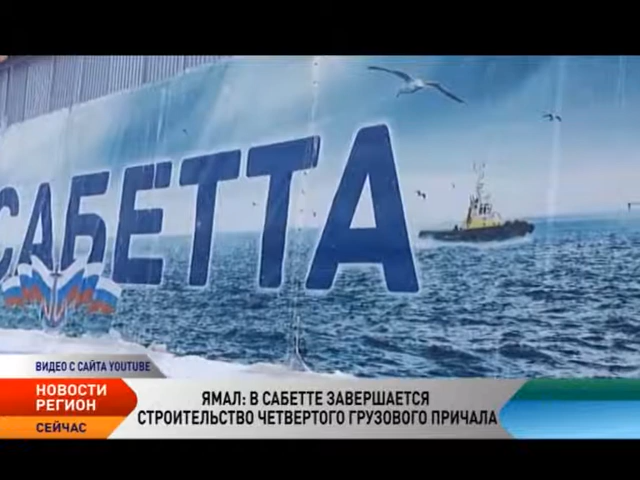 САБЕТТА
ВИДЕО С САЙТА YOUTUBE
НОВОСТИ
РЕГИОН
СЕЙЧАС
ЯМАЛ: В САБЕТТЕ ЗАВЕРШАЕТСЯ
СТРОИТЕЛЬСТВО ЧЕТВЕРТОГО ГРУЗОВОГО ПРИЧАЛА